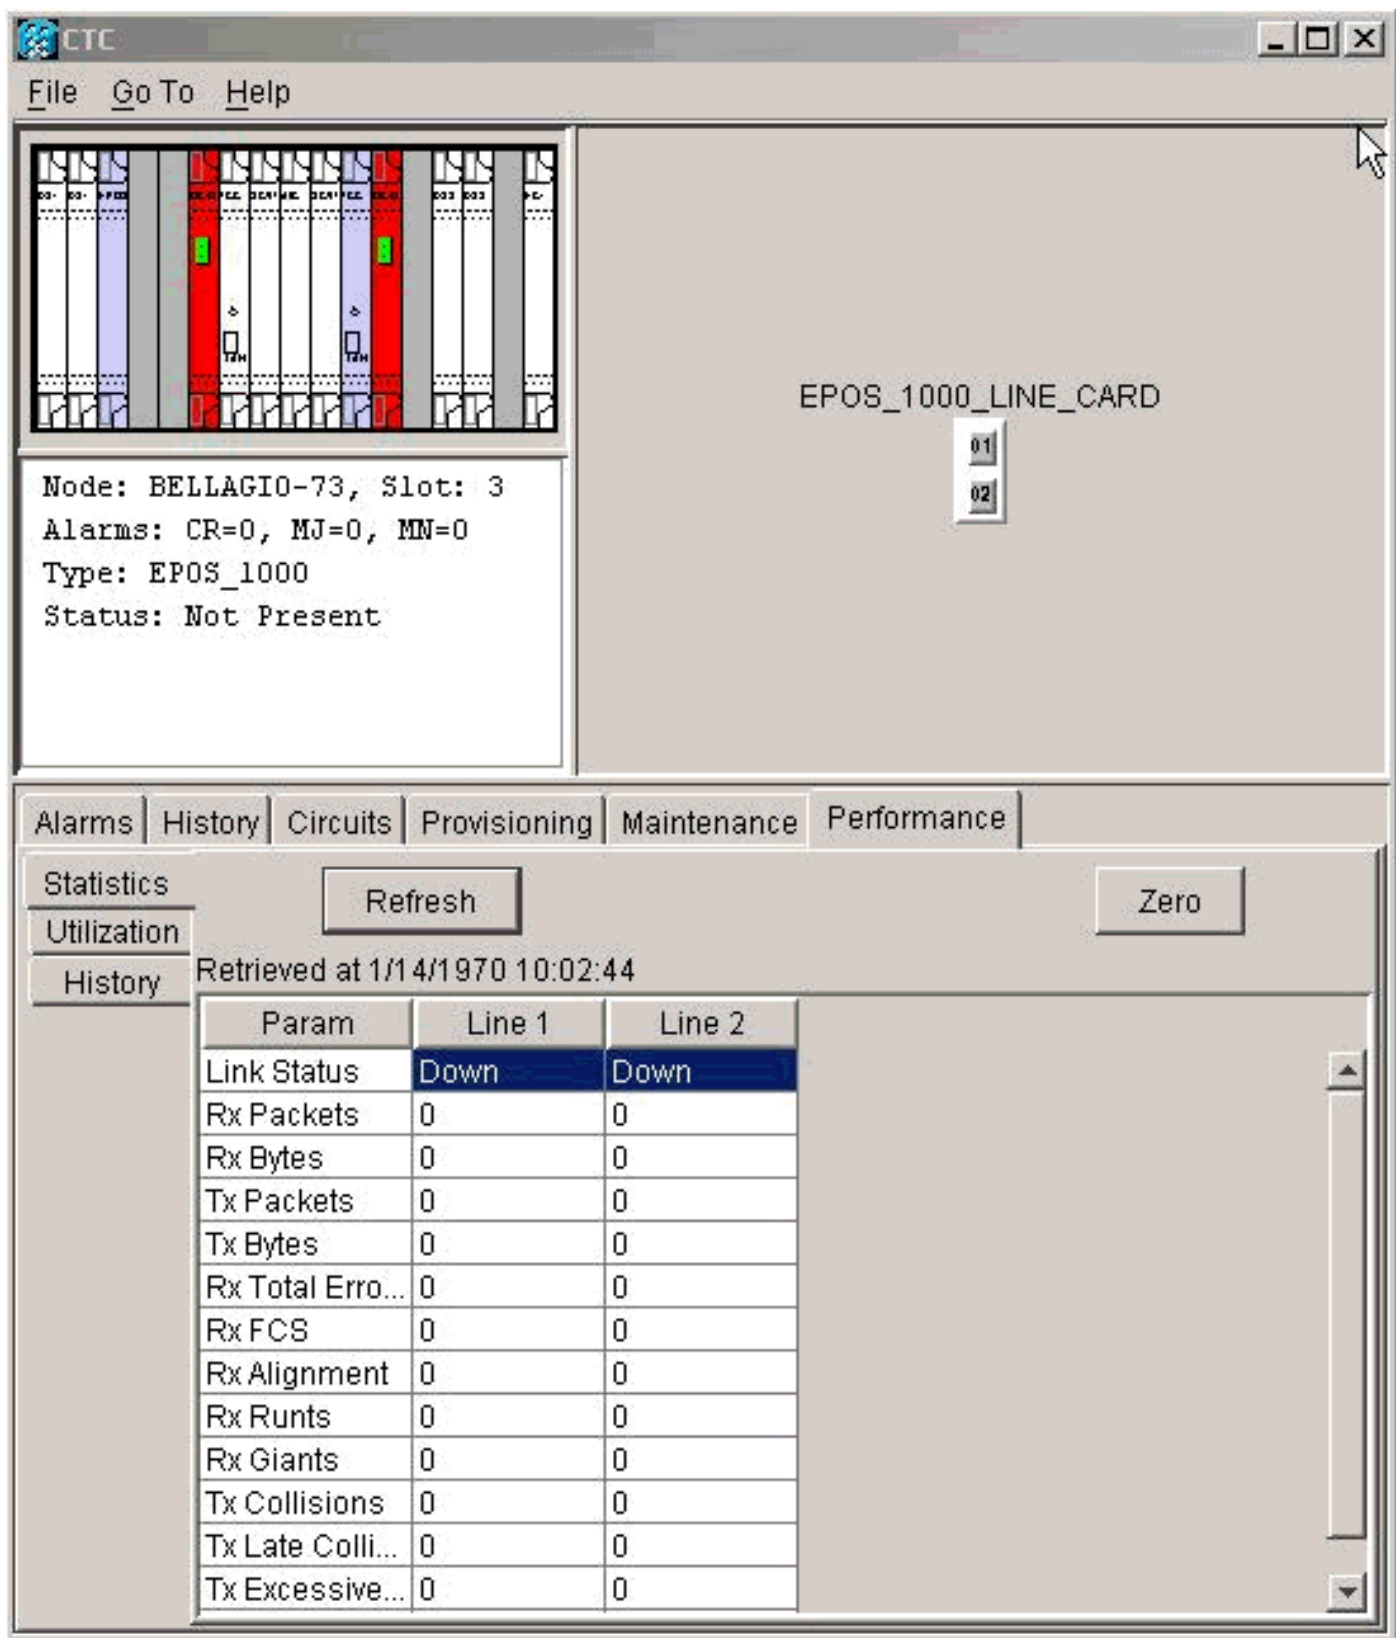 CTC
File Go To Help
EPOS_1000_LINE_CARD
01
02
Node: BELLAGIO-73, Slot: 3
Alarms: CR=0, MJ=0, MN=0
Type: EPOS_1000
Status: Not Present
Alarms History Circuits Provisioning Maintenance Performance
Statistics
Utilization
History
Refresh Zero
Retrieved at 1/14/1970 10:02:44
Param Line 1 Line 2
Link Status Down Down
Rx Packets 0 0
Rx Bytes 0 0
Tx Packets 0 0
Tx Bytes 0 0
Rx Total Erro... 0 0
Rx FCS 0 0
Rx Alignment 0 0
Rx Runts 0 0
Rx Giants 0 0
Tx Collisions 0 0
Tx Late Colli... 0 0
Tx Excessive... 0 0